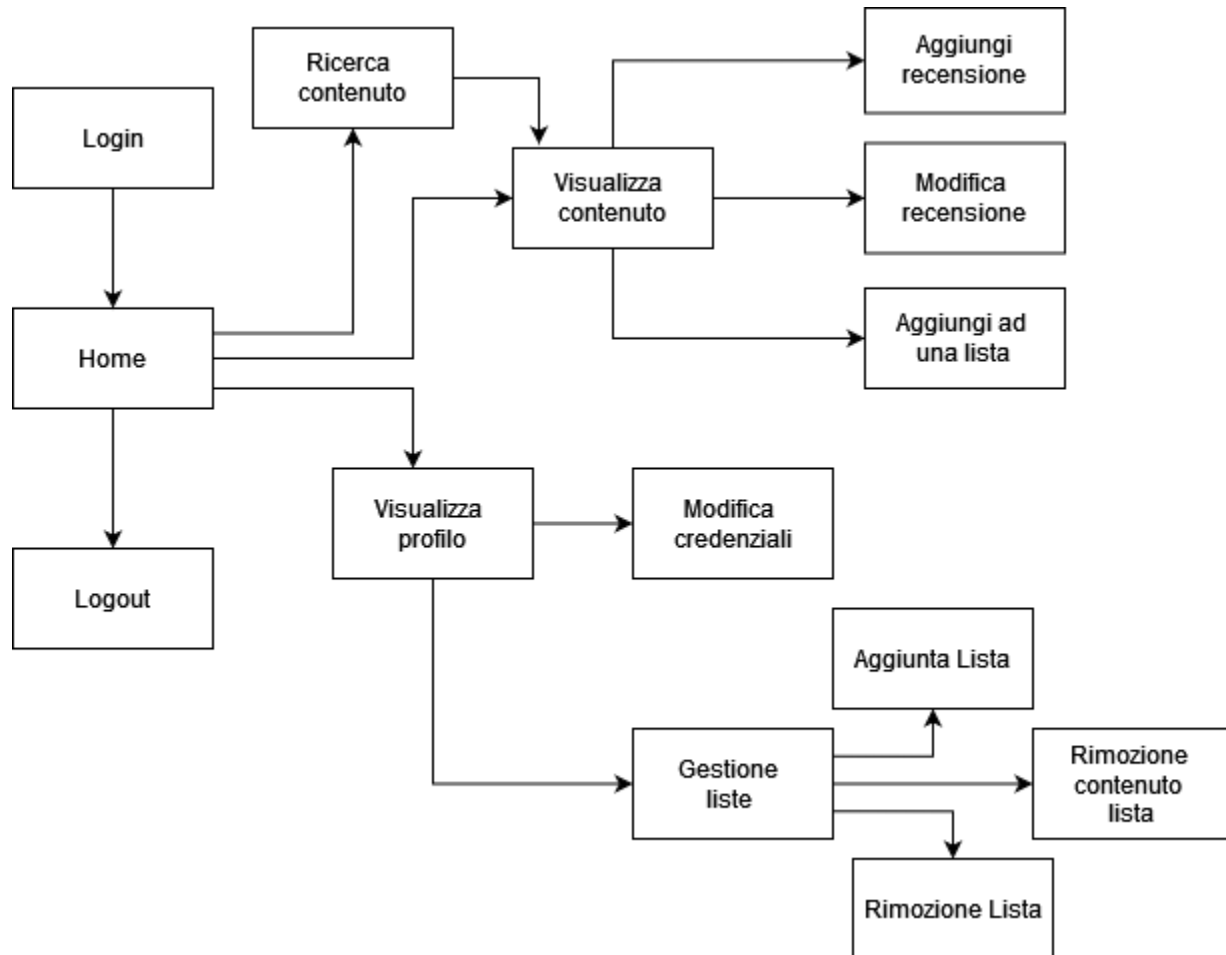 Login
Home
Logout
Ricerca
contenuto
Visualizza
contenuto
Aggiungi
recensione
Modifica
recensione
Aggiungi ad
una lista
Visualizza
profilo
Modifica
credenziali
Gestione
liste
Aggiunta Lista
Rimozione
contenuto
lista
Rimozione Lista